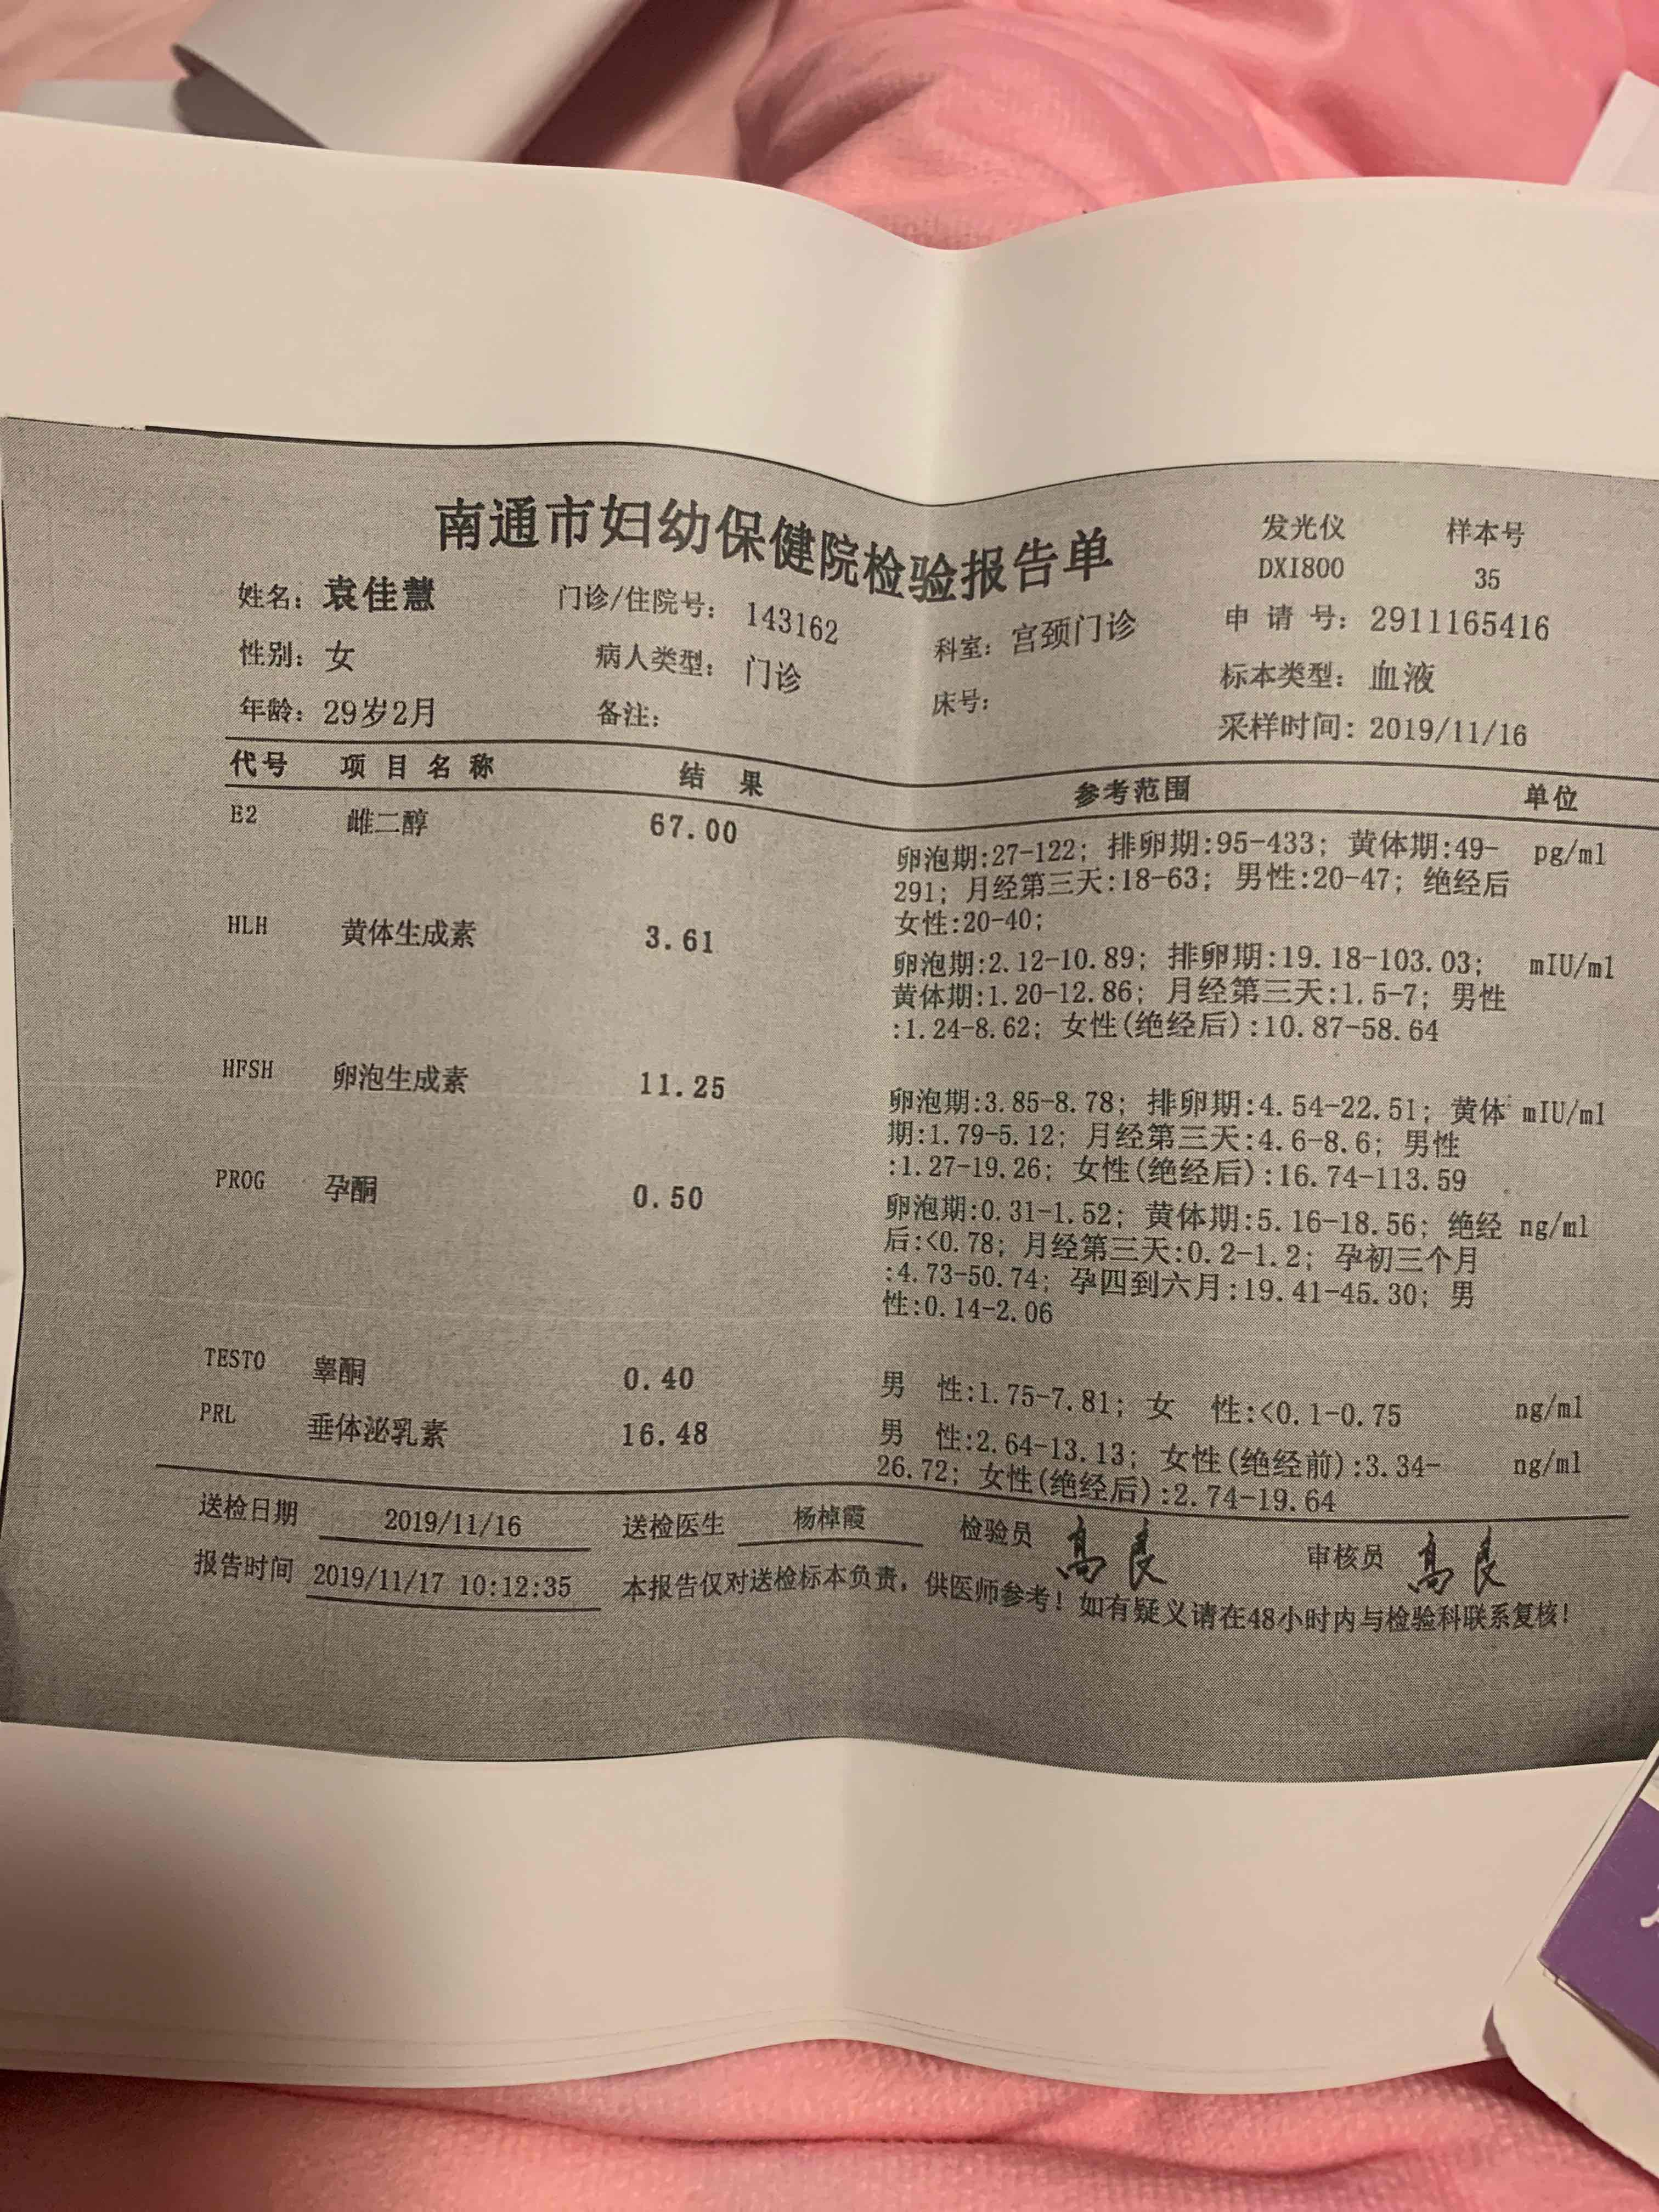 南通市妇幼保健院检验报告单
发光仪 样本号
DXI800 35
姓名: 袁佳慧 门诊/住院号: 143162 科室: 宫颈门诊 申请号: 2911165416
性别: 女 病人类型: 门诊 床号: 标本类型: 血液
年龄: 29岁2月 备注: 采样时间: 2019/11/16
代号 项目名称 结果 参考范围 单位
E2 雌二醇 67.00 卵泡期:27-122; 排卵期:95-433; 黄体期:49- pg/ml
291; 月经第三天:18-63; 男性:20-47; 绝经后
女性:20-40;
HLH 黄体生成素 3.61 卵泡期:2.12-10.89; 排卵期:19.18-103.03; mIU/ml
黄体期:1.20-12.86; 月经第三天:1.5-7; 男性
:1.24-8.62; 女性(绝经后):10.87-58.64
HFSH 卵泡生成素 11.25 卵泡期:3.85-8.78; 排卵期:4.54-22.51; 黄体 mIU/ml
期:1.79-5.12; 月经第三天:4.6-8.6; 男性
:1.27-19.26; 女性(绝经后):16.74-113.59
PROG 孕酮 0.50 卵泡期:0.31-1.52; 黄体期:5.16-18.56; 绝经 ng/ml
后:<0.78; 月经第三天:0.2-1.2; 孕初三个月
:4.73-50.74; 孕四到六月:19.41-45.30; 男
性:0.14-2.06
TESTO 睾酮 0.40 男 性:1.75-7.81; 女 性:<0.1-0.75 ng/ml
PRL 垂体泌乳素 16.48 男 性:2.64-13.13; 女性(绝经前):3.34- ng/ml
26.72; 女性(绝经后):2.74-19.64
送检日期 2019/11/16 送检医生 杨棹霞 检验员 高良 审核员 高良
报告时间 2019/11/17 10:12:35 本报告仅对送检标本负责, 供医师参考! 如有疑义请在48小时内与检验科联系复核!